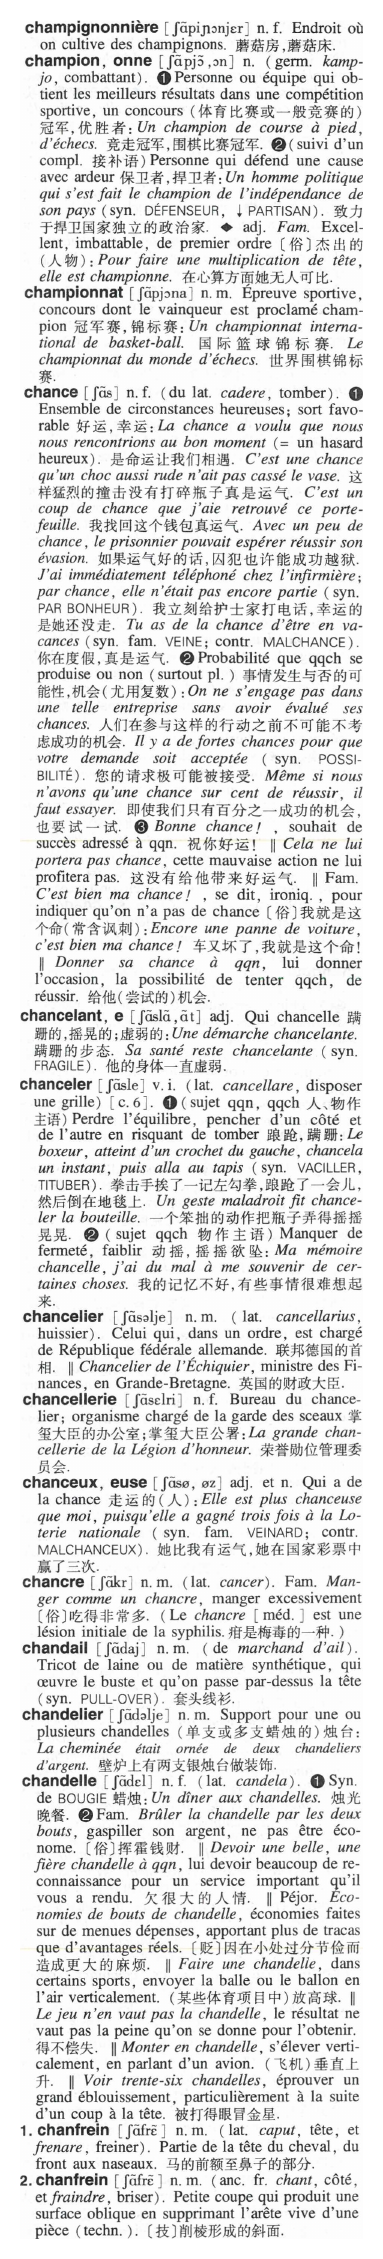 champignonnière [ʃɑ̃piɲɔnjɛr] n. f. Endroit où
on cultive des champignons. 蘑菇房,蘑菇床.
champion, onne [ʃɑ̃pjɔ̃,ɔn] n. (germ. kamp-
jo, combattant). ❶ Personne ou équipe qui ob-
tient les meilleurs résultats dans une compétition
sportive, un concours (体育比赛或一般竞赛的)
冠军,优胜者: Un champion de course à pied,
d'échecs. 竞走冠军,围棋比赛冠军. ❷ (suivi d'un
compl. 接补语) Personne qui défend une cause
avec ardeur 保卫者,捍卫者: Un homme politique
qui s'est fait le champion de l'indépendance de
son pays (syn. DÉFENSEUR, ↓ PARTISAN). 致力
于捍卫国家独立的政治家. ◆ adj. Fam. Excel-
lent, imbattable, de premier ordre [俗]杰出的
(人物): Pour faire une multiplication de tête,
elle est championne. 在心算方面她无人可比.
championnat [ʃɑ̃pjɔna] n. m. Épreuve sportive,
concours dont le vainqueur est proclamé cham-
pion 冠军赛,锦标赛: Un championnat interna-
tional de basket-ball. 国际篮球锦标赛. Le
championnat du monde d'échecs. 世界围棋锦标
赛.
chance [ʃɑ̃s] n. f. (du lat. cadere, tomber). ❶
Ensemble de circonstances heureuses; sort favo-
rable 好运,幸运: La chance a voulu que nous
nous rencontrions au bon moment (= un hasard
heureux). 是命运让我们相遇. C'est une chance
qu'un choc aussi rude n'ait pas cassé le vase. 这
样猛烈的撞击没有打碎瓶子真是运气. C'est un
coup de chance que j'aie retrouvé ce porte-
feuille. 我找回这个钱包真运气. Avec un peu de
chance, le prisonnier pouvait espérer réussir son
évasion. 如果运气好的话,囚犯也许能成功越狱.
J'ai immédiatement téléphoné chez l'infirmière;
par chance, elle n'était pas encore partie (syn.
PAR BONHEUR). 我立刻给护士家打电话,幸运的
是她还没走. Tu as de la chance d'être en va-
cances (syn. fam. VEINE; contr. MALCHANCE).
你在度假,真是运气. ❷ Probabilité que qqch se
produise ou non (surtout pl.) 事情发生与否的可
能性,机会(尤用复数): On ne s'engage pas dans
une telle entreprise sans avoir évalué ses
chances. 人们在参与这样的行动之前不可能不考
虑成功的机会. Il y a de fortes chances pour que
votre demande soit acceptée (syn. POSSI-
BILITÉ). 您的请求极可能被接受. Même si nous
n'avons qu'une chance sur cent de réussir, il
faut essayer. 即使我们只有百分之一成功的机会,
也要试一试. ❸ Bonne chance! , souhait de
succès adressé à qqn. 祝你好运! ‖ Cela ne lui
portera pas chance, cette mauvaise action ne lui
profitera pas. 这没有给他带来好运气. ‖ Fam.
C'est bien ma chance! , se dit, ironiq. , pour
indiquer qu'on n'a pas de chance [俗]我就是这
个命(常含讽刺): Encore une panne de voiture,
c'est bien ma chance! 车又坏了,我就是这个命!
‖ Donner sa chance à qqn, lui donner
l'occasion, la possibilité de tenter qqch, de
réussir. 给他(尝试的)机会.
chancelant, e [ʃɑ̃slɑ̃,ɑ̃t] adj. Qui chancelle 蹒
跚的,摇晃的;虚弱的: Une démarche chancelante.
蹒跚的步态. Sa santé reste chancelante (syn.
FRAGILE). 他的身体一直虚弱.
chanceler [ʃɑ̃sle] v. i. (lat. cancellare, disposer
une grille) [c. 6]. ❶ (sujet qqn, qqch 人、物作
主语) Perdre l'équilibre, pencher d'un côté et
de l'autre en risquant de tomber 踉跄,蹒跚: Le
boxeur, atteint d'un crochet du gauche, chancela
un instant, puis alla au tapis (syn. VACILLER,
TITUBER). 拳击手挨了一记左勾拳,踉跄了一会儿,
然后倒在地毯上. Un geste maladroit fit chance-
ler la bouteille. 一个笨拙的动作把瓶子弄得摇摇
晃晃. ❷ (sujet qqch 物作主语) Manquer de
fermeté, faiblir 动摇,摇摇欲坠: Ma mémoire
chancelle, j'ai du mal à me souvenir de cer-
taines choses. 我的记忆不好,有些事情很难想起
来.
chancelier [ʃɑ̃səlje] n. m. (lat. cancellarius,
huissier). Celui qui, dans un ordre, est chargé
de République fédérale allemande. 联邦德国的首
相. ‖ Chancelier de l'Échiquier, ministre des Fi-
nances, en Grande-Bretagne. 英国的财政大臣.
chancellerie [ʃɑ̃sɛlri] n. f. Bureau du chance-
lier; organisme chargé de la garde des sceaux 掌
玺大臣的办公室;掌玺大臣公署: La grande chan-
cellerie de la Légion d'honneur. 荣誉勋位管理委
员会.
chanceux, euse [ʃɑ̃sø, øz] adj. et n. Qui a de
la chance 走运的(人): Elle est plus chanceuse
que moi, puisqu'elle a gagné trois fois à la Lo-
terie nationale (syn. fam. VEINARD; contr.
MALCHANCEUX). 她比我有运气,她在国家彩票中
赢了三次.
chancre [ʃɑ̃kr] n. m. (lat. cancer). Fam. Man-
ger comme un chancre, manger excessivement
[俗]吃得非常多. (Le chancre [méd.] est une
lésion initiale de la syphilis. 疳是梅毒的一种.)
chandail [ʃɑ̃daj] n. m. (de marchand d'ail).
Tricot de laine ou de matière synthétique, qui
œuvre le buste et qu'on passe par-dessus la tête
(syn. PULL-OVER). 套头线衫.
chandelier [ʃɑ̃dəlje] n. m. Support pour une ou
plusieurs chandelles (单支或多支蜡烛的)烛台:
La cheminée était ornée de deux chandeliers
d'argent. 壁炉上有两支银烛台做装饰.
chandelle [ʃɑ̃dɛl] n. f. (lat. candela). ❶ Syn.
de BOUGIE 蜡烛: Un dîner aux chandelles. 烛光
晚餐. ❷ Fam. Brûler la chandelle par les deux
bouts, gaspiller son argent, ne pas être éco-
nome. [俗]挥霍钱财. ‖ Devoir une belle, une
fière chandelle à qqn, lui devoir beaucoup de re-
connaissance pour un service important qu'il
vous a rendu. 欠很大的人情. ‖ Péjor. Éco-
nomies de bouts de chandelle, économies faites
sur de menues dépenses, apportant plus de tracas
que d'avantages réels. [贬]因在小处过分节俭而
造成更大的麻烦. ‖ Faire une chandelle, dans
certains sports, envoyer la balle ou le ballon en
l'air verticalement. (某些体育项目中)放高球. ‖
Le jeu n'en vaut pas la chandelle, le résultat ne
vaut pas la peine qu'on se donne pour l'obtenir.
得不偿失. ‖ Monter en chandelle, s'élever verti-
calement, en parlant d'un avion. (飞机)垂直上
升. ‖ Voir trente-six chandelles, éprouver un
grand éblouissement, particulièrement à la suite
d'un coup à la tête. 被打得眼冒金星.
1. chanfrein [ʃɑ̃frɛ̃] n. m. (lat. caput, tête, et
frenare, freiner). Partie de la tête du cheval, du
front aux naseaux. 马的前额至鼻子的部分.
2. chanfrein [ʃɑ̃frɛ̃] n. m. (anc. fr. chant, côté,
et fraindre, briser). Petite coupe qui produit une
surface oblique en supprimant l'arête vive d'une
pièce (techn.). [技]削棱形成的斜面.